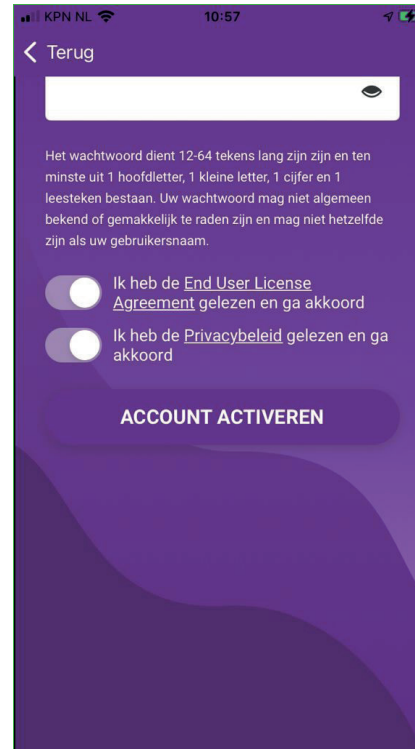 KPN NL 10:57
Terug
Het wachtwoord dient 12-64 tekens lang zijn zijn en ten
minste uit 1 hoofdletter, 1 kleine letter, 1 cijfer en 1
leesteken bestaan. Uw wachtwoord mag niet algemeen
bekend of gemakkelijk te raden zijn en mag niet hetzelfde
zijn als uw gebruikersnaam.
Ik heb de End User License
Agreement gelezen en ga akkoord
Ik heb de Privacybeleid gelezen en ga
akkoord
ACCOUNT ACTIVEREN